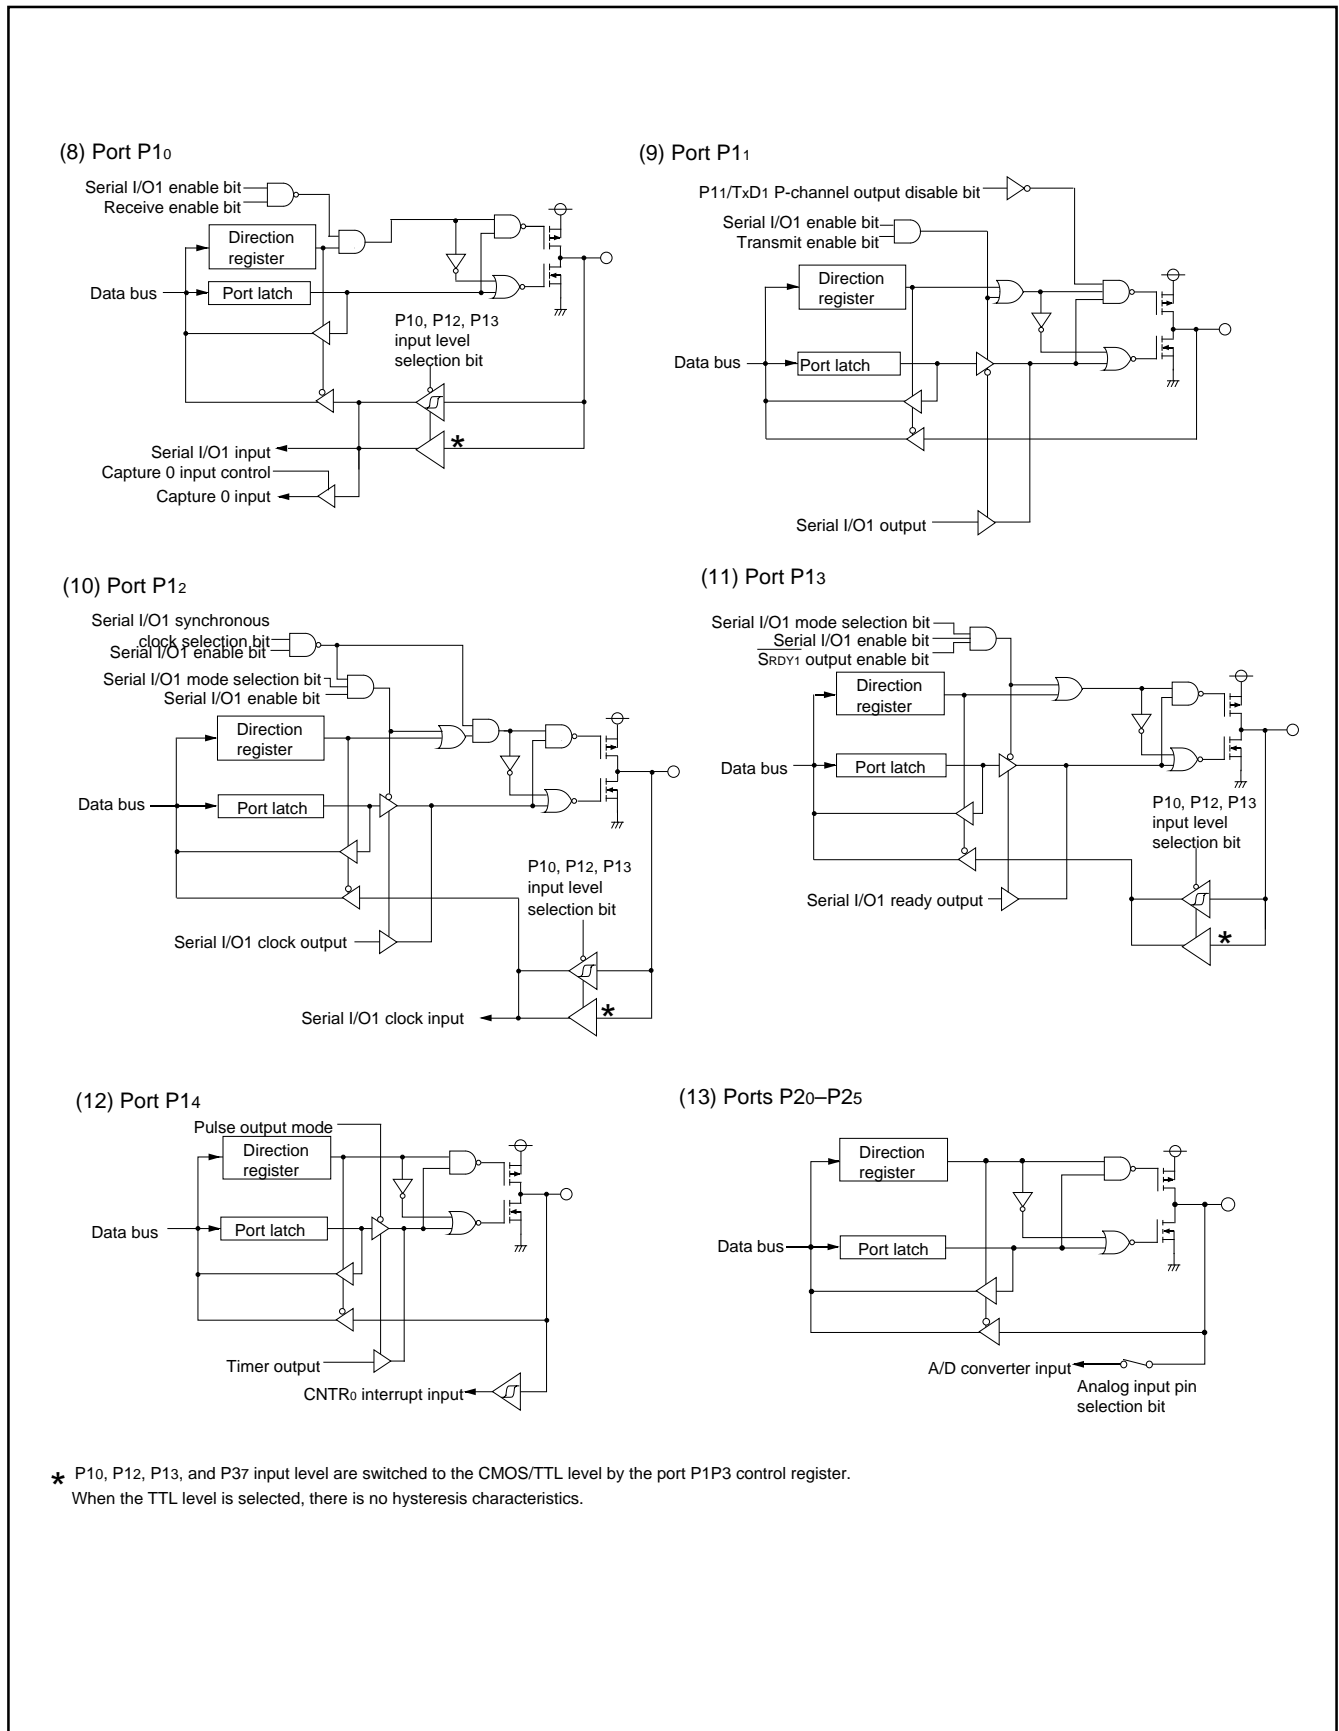 (8) Port P10
Serial I/O1 enable bit
Receive enable bit
Direction
register
Data bus
Port latch
P10, P12, P13
input level
selection bit
*
Serial I/O1 input
Capture 0 input control
Capture 0 input
(9) Port P11
P11/TxD1 P-channel output disable bit
Serial I/O1 enable bit
Transmit enable bit
Direction
register
Data bus
Port latch
Serial I/O1 output
(10) Port P12
Serial I/O1 synchronous
clock selection bit
Serial I/O1 enable bit
Serial I/O1 mode selection bit
Serial I/O1 enable bit
Direction
register
Data bus
Port latch
P10, P12, P13
input level
selection bit
Serial I/O1 clock output
*
Serial I/O1 clock input
(11) Port P13
Serial I/O1 mode selection bit
Serial I/O1 enable bit
SRDY1 output enable bit
Direction
register
Data bus
Port latch
P10, P12, P13
input level
selection bit
Serial I/O1 ready output
*
(12) Port P14
Pulse output mode
Direction
register
Data bus
Port latch
Timer output
CNTR0 interrupt input
(13) Ports P20–P25
Direction
register
Data bus
Port latch
A/D converter input
Analog input pin
selection bit
* P10, P12, P13, and P37 input level are switched to the CMOS/TTL level by the port P1P3 control register.
When the TTL level is selected, there is no hysteresis characteristics.